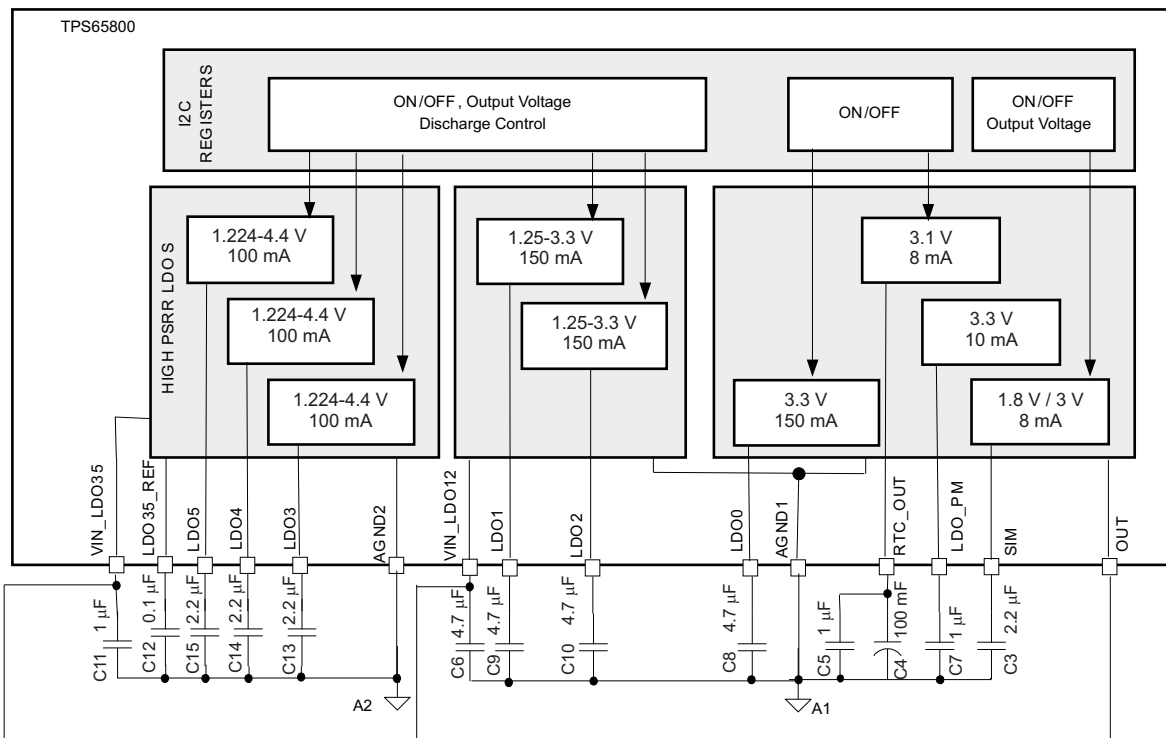 TPS65800
I2C
REGISTERS
ON/OFF, Output Voltage
Discharge Control
ON/OFF
ON/OFF
Output Voltage
HIGH PSRR LDO S
1.224-4.4 V
100 mA
1.224-4.4 V
100 mA
1.224-4.4 V
100 mA
1.25-3.3 V
150 mA
1.25-3.3 V
150 mA
3.1 V
8 mA
3.3 V
10 mA
3.3 V
150 mA
1.8 V / 3 V
8 mA
VIN_LDO35
LDO35_REF
LDO5
LDO4
LDO3
AGND2
VIN_LDO12
LDO1
LDO2
LDO0
AGND1
RTC_OUT
LDO_PM
SIM
OUT
C11
1 µF
C12
0.1 µF
C15
2.2 µF
C14
2.2 µF
C13
2.2 µF
C6
4.7 µF
C9
4.7 µF
C10
4.7 µF
C8
4.7 µF
C5
1 µF
C4
100 mF
C7
1 µF
C3
2.2 µF
A2
A1